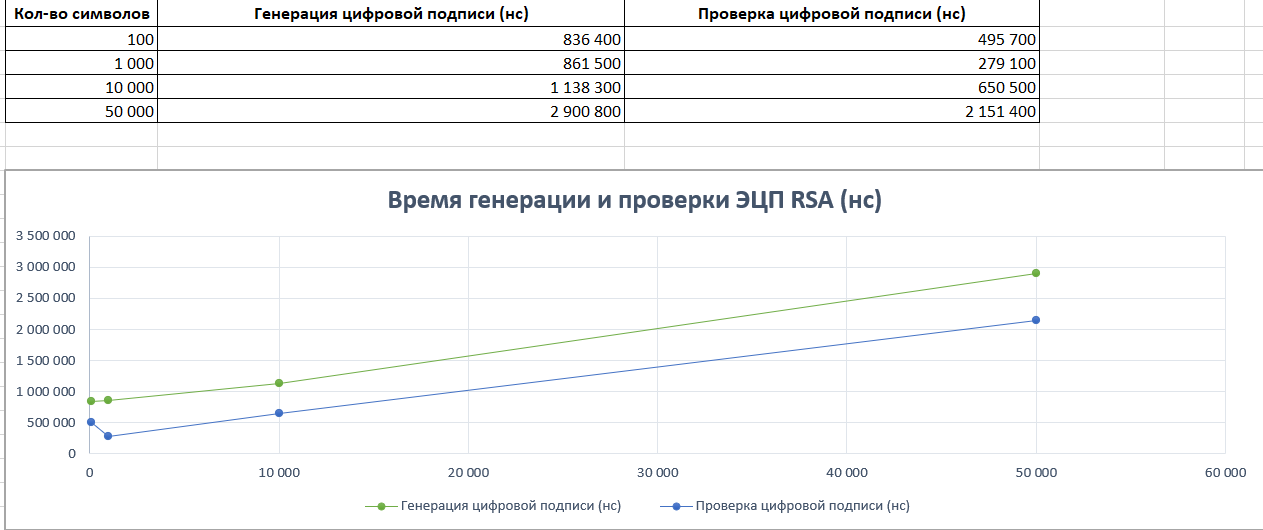 Кол-во символов Генерация цифровой подписи (нс) Проверка цифровой подписи (нс)
100 836 400 495 700
1 000 861 500 279 100
10 000 1 138 300 650 500
50 000 2 900 800 2 151 400
Время генерации и проверки ЭЦП RSA (нс)
3 500 000
3 000 000
2 500 000
2 000 000
1 500 000
1 000 000
500 000
0
0 10 000 20 000 30 000 40 000 50 000 60 000
Генерация цифровой подписи (нс) Проверка цифровой подписи (нс)